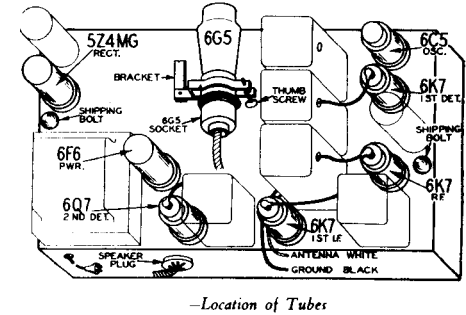 5Z4MG
RECT.
6G5
6C5
OSC.
BRACKET
6K7
1ST DET.
THUMB
SCREW
SHIPPING
BOLT
6G5
SOCKET
SHIPPING
BOLT
6F6
PWR.
6K7
R.F.
6Q7
2ND DET.
6K7
1ST I.F.
SPEAKER
PLUG
ANTENNA WHITE
GROUND BLACK
—Location of Tubes